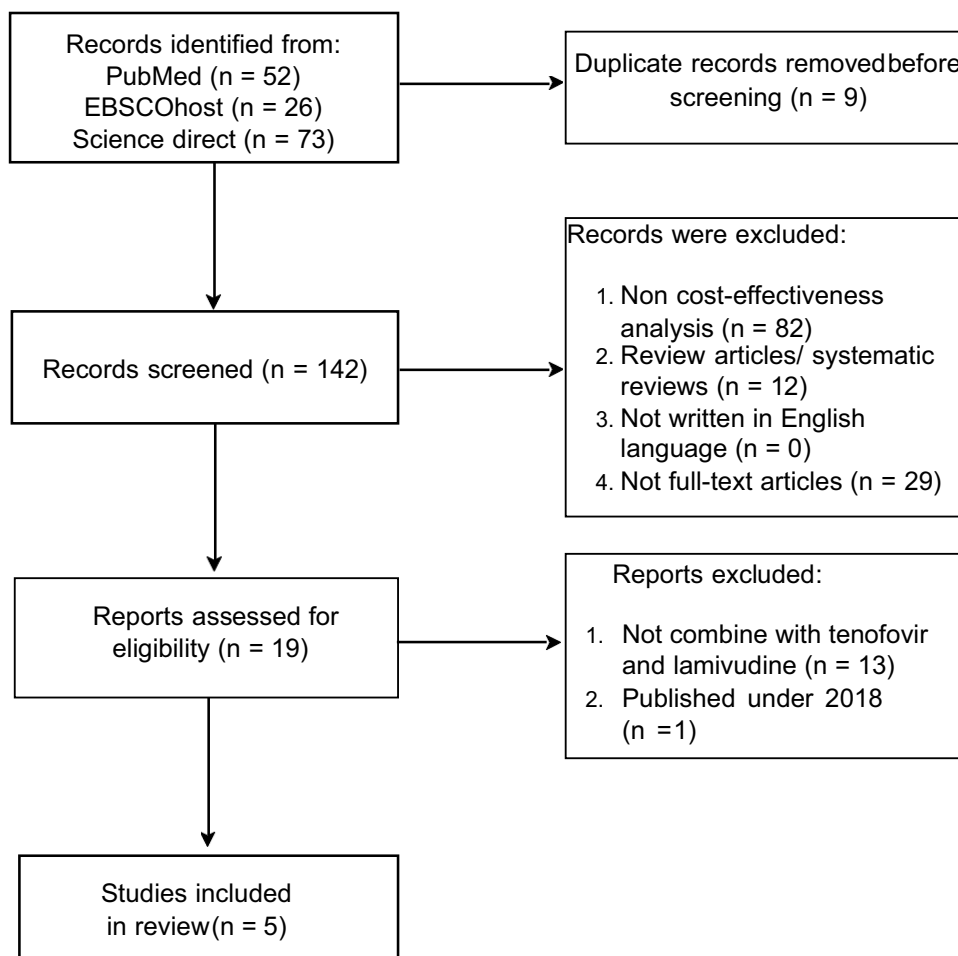 Records identified from:
PubMed (n = 52)
EBSCOhost (n = 26)
Science direct (n = 73)
Duplicate records removedbefore
screening (n = 9)
Records screened (n = 142)
Records were excluded:
1. Non cost-effectiveness
analysis (n = 82)
2. Review articles/ systematic
reviews (n = 12)
3. Not written in English
language (n = 0)
4. Not full-text articles (n = 29)
Reports assessed for
eligibility (n = 19)
Reports excluded:
1. Not combine with tenofovir
and lamivudine (n = 13)
2. Published under 2018
(n =1)
Studies included
in review(n = 5)